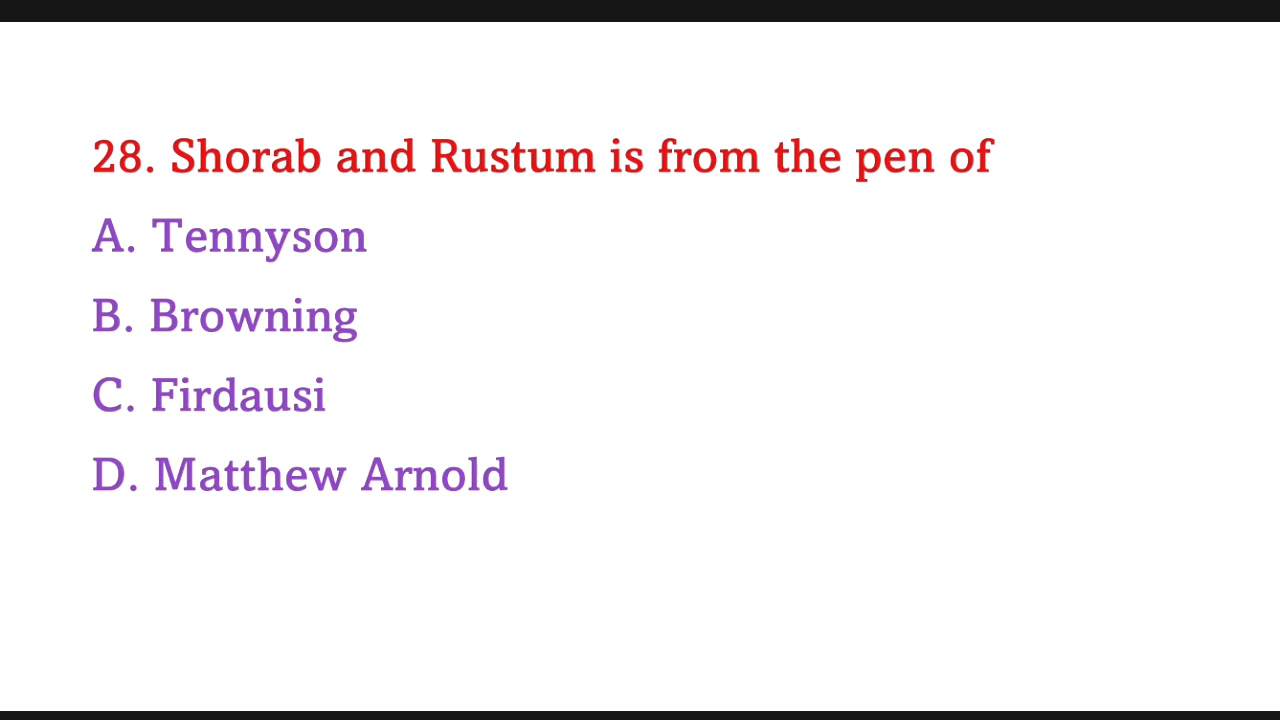 28. Shorab and Rustum is from the pen of
A. Tennyson
B. Browning
C. Firdausi
D. Matthew Arnold